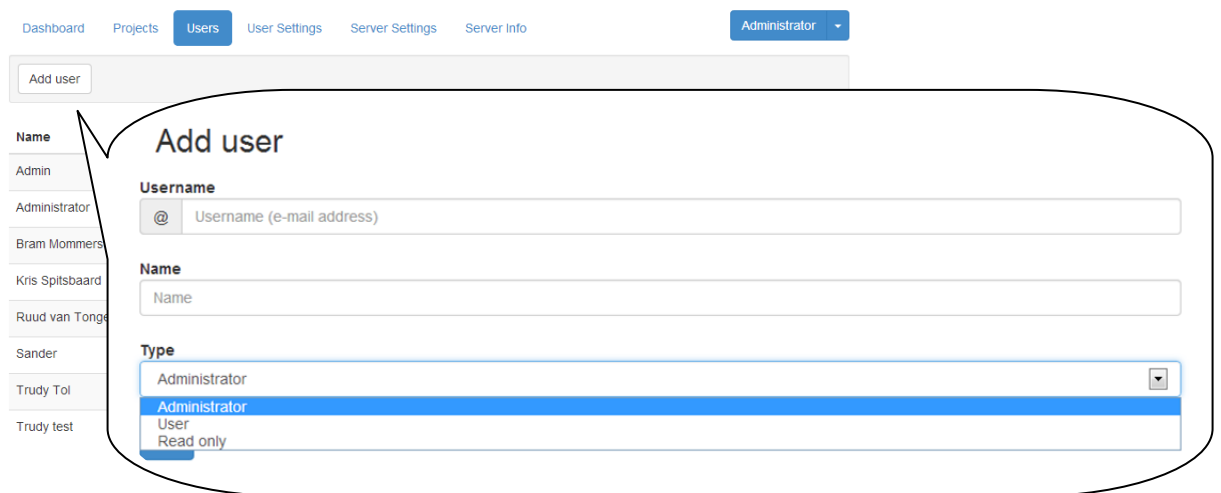 Dashboard Projects Users User Settings Server Settings Server Info Administrator
Add user
Name
Admin
Administrator
Bram Mommers
Kris Spitsbaard
Ruud van Tonge
Sander
Trudy Tol
Trudy test
Add user
Username
@ Username (e-mail address)
Name
Name
Type
Administrator
Administrator
User
Read only